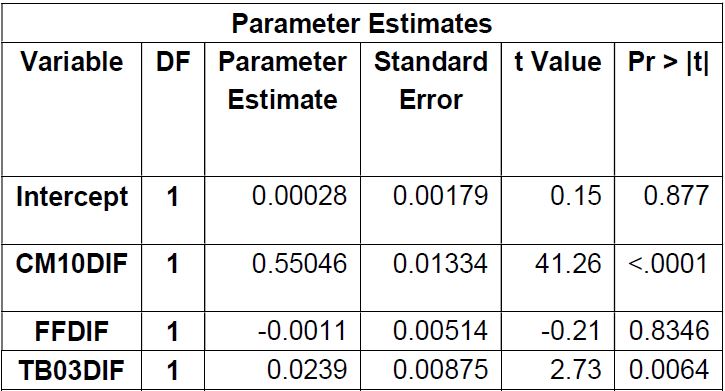 Parameter Estimates
Variable DF Parameter Estimate Standard Error t Value Pr > |t|
Intercept 1 0.00028 0.00179 0.15 0.877
CM10DIF 1 0.55046 0.01334 41.26 <.0001
FFDIF 1 -0.0011 0.00514 -0.21 0.8346
TB03DIF 1 0.0239 0.00875 2.73 0.0064